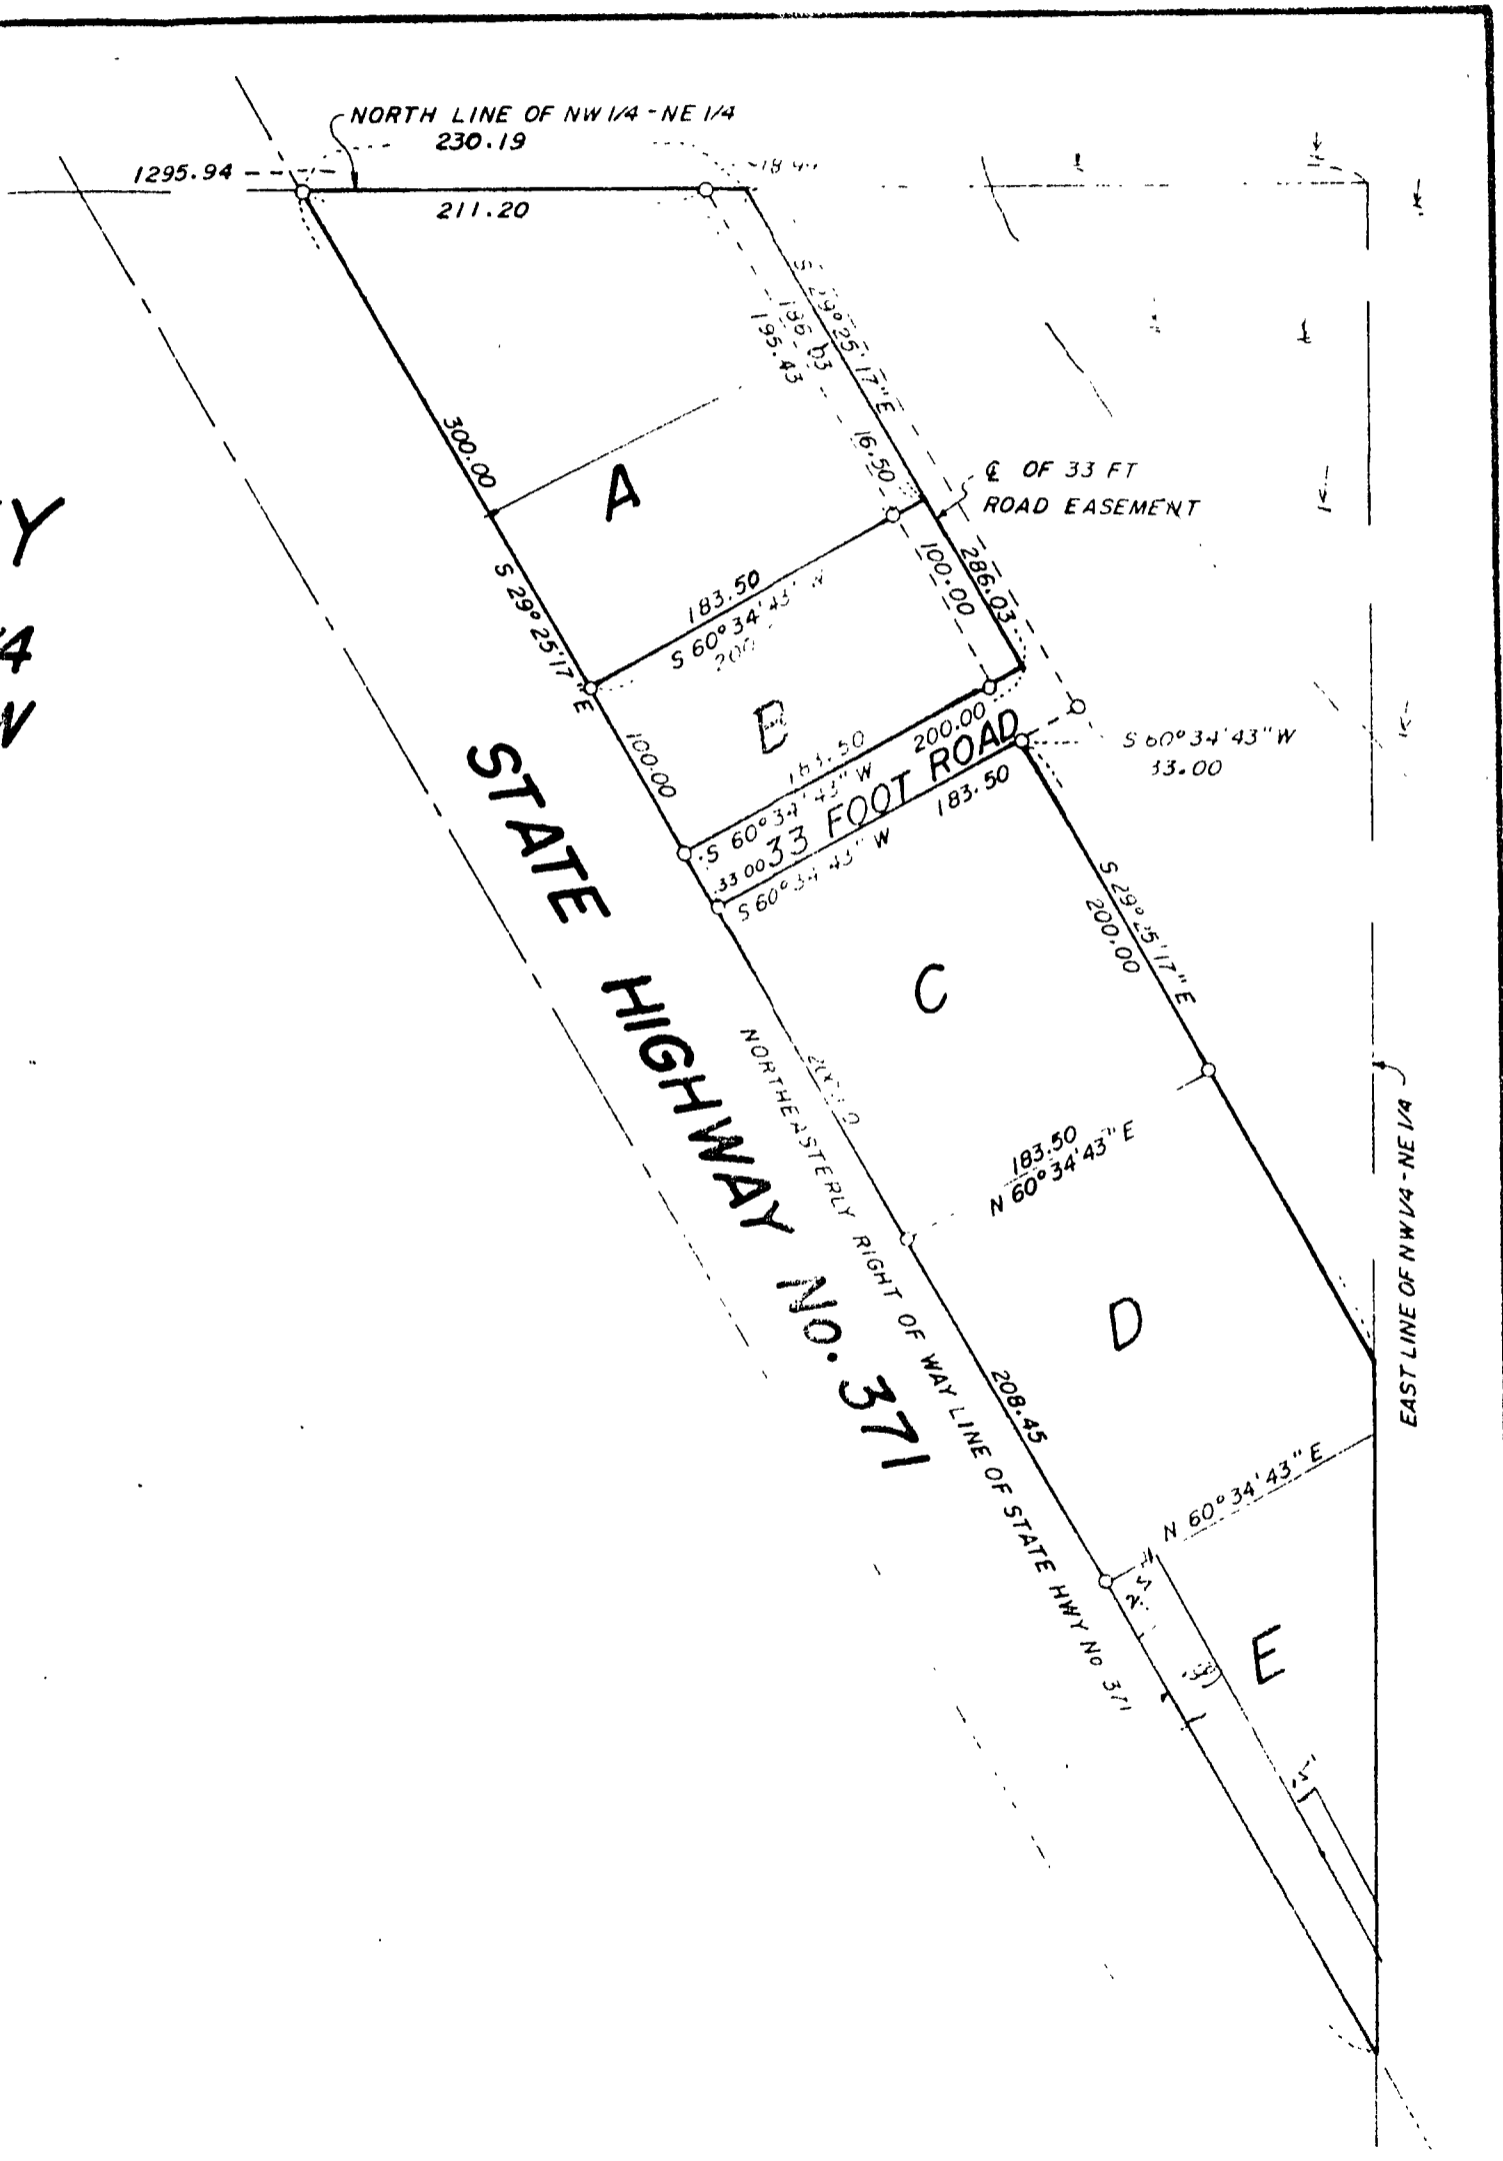 NORTH LINE OF NW 1/4 - NE 1/4
230.19
1295.94
211.20
S 29°25'17"E
195.43
300.00
A
16.50
℄ OF 33 FT
ROAD EASEMENT
100.00
286.03
183.50
S 60°34'43" W
S 29°25'17"E
100.00
183.50
200.00
S 60°34'43" W
33.00
33 FOOT ROAD
183.50
S 60°34'43" W
S 60°34'43" W
33.00
STATE HIGHWAY No. 371
C
S 29°25'17"E
200.00
NORTHEASTERLY RIGHT OF WAY LINE OF STATE HWY No 371
183.50
N 60°34'43"E
EAST LINE OF NW 1/4 - NE 1/4
D
208.45
N 60°34'43"E
E